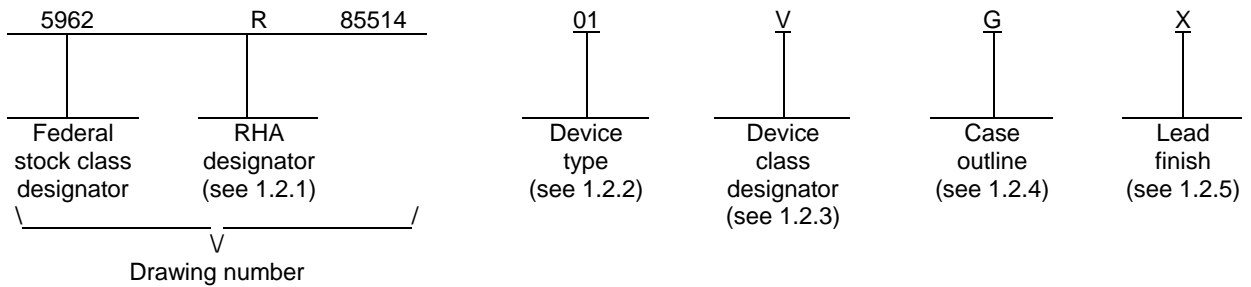 5962 R 85514 01 V G X
Federal stock class designator
RHA designator (see 1.2.1)
Device type (see 1.2.2)
Device class designator (see 1.2.3)
Case outline (see 1.2.4)
Lead finish (see 1.2.5)
\ /
\/
Drawing number